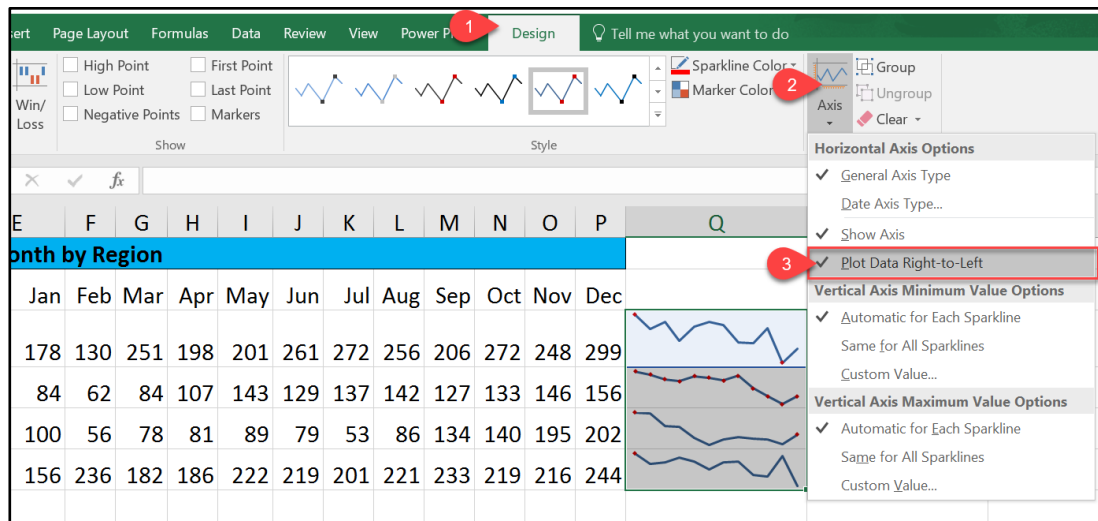 sert Page Layout Formulas Data Review View Power P 1 Design Tell me what you want to do
High Point First Point Sparkline Color
Low Point Last Point Marker Color 2
Negative Points Markers
Win/
Loss
Show
Style
Axis
Group
Ungroup
Clear
Horizontal Axis Options
General Axis Type
Date Axis Type...
Show Axis
3 Plot Data Right-to-Left
Vertical Axis Minimum Value Options
Automatic for Each Sparkline
Same for All Sparklines
Custom Value...
Vertical Axis Maximum Value Options
Automatic for Each Sparkline
Same for All Sparklines
Custom Value...
fx
E F G H I J K L M N O P Q
onth by Region
Jan Feb Mar Apr May Jun Jul Aug Sep Oct Nov Dec
178 130 251 198 201 261 272 256 206 272 248 299
84 62 84 107 143 129 137 142 127 133 146 156
100 56 78 81 89 79 53 86 134 140 195 202
156 236 182 186 222 219 201 221 233 219 216 244